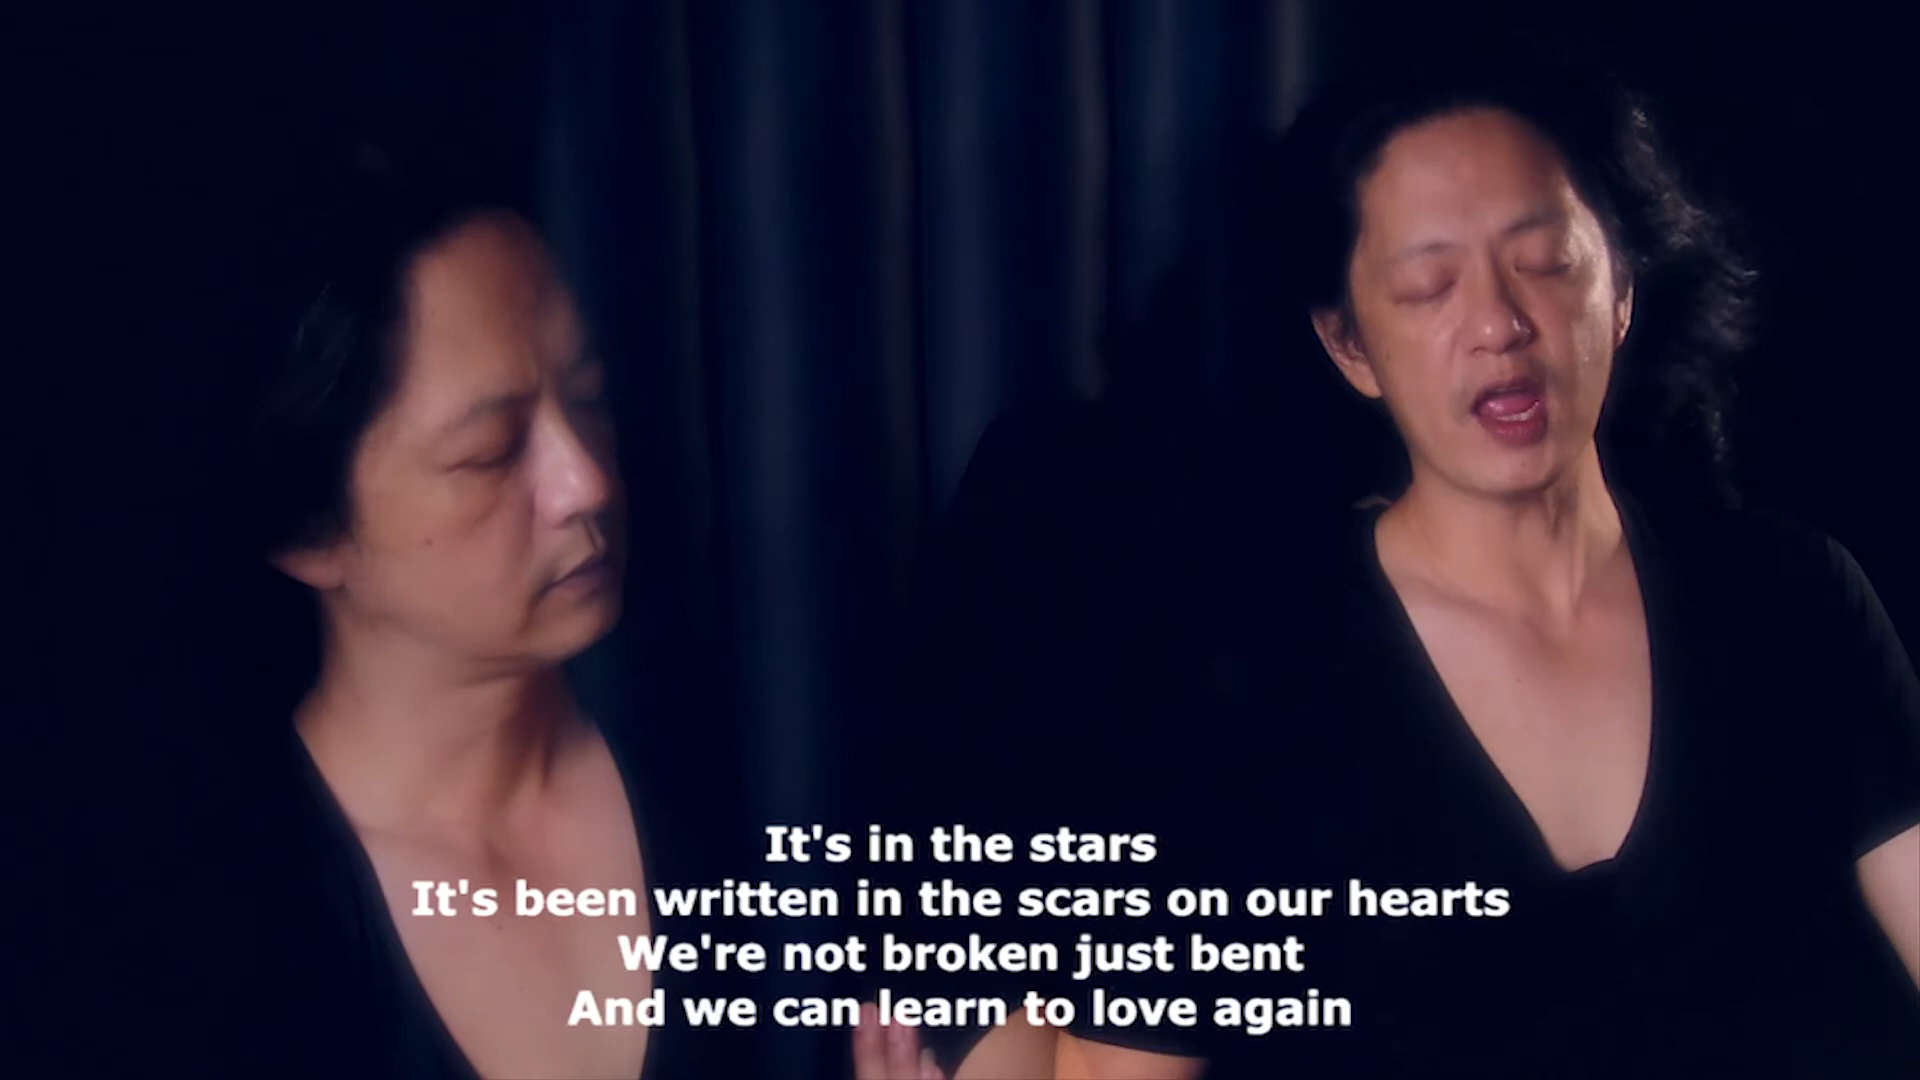 It's in the stars
It's been written in the scars on our hearts
We're not broken just bent
And we can learn to love again